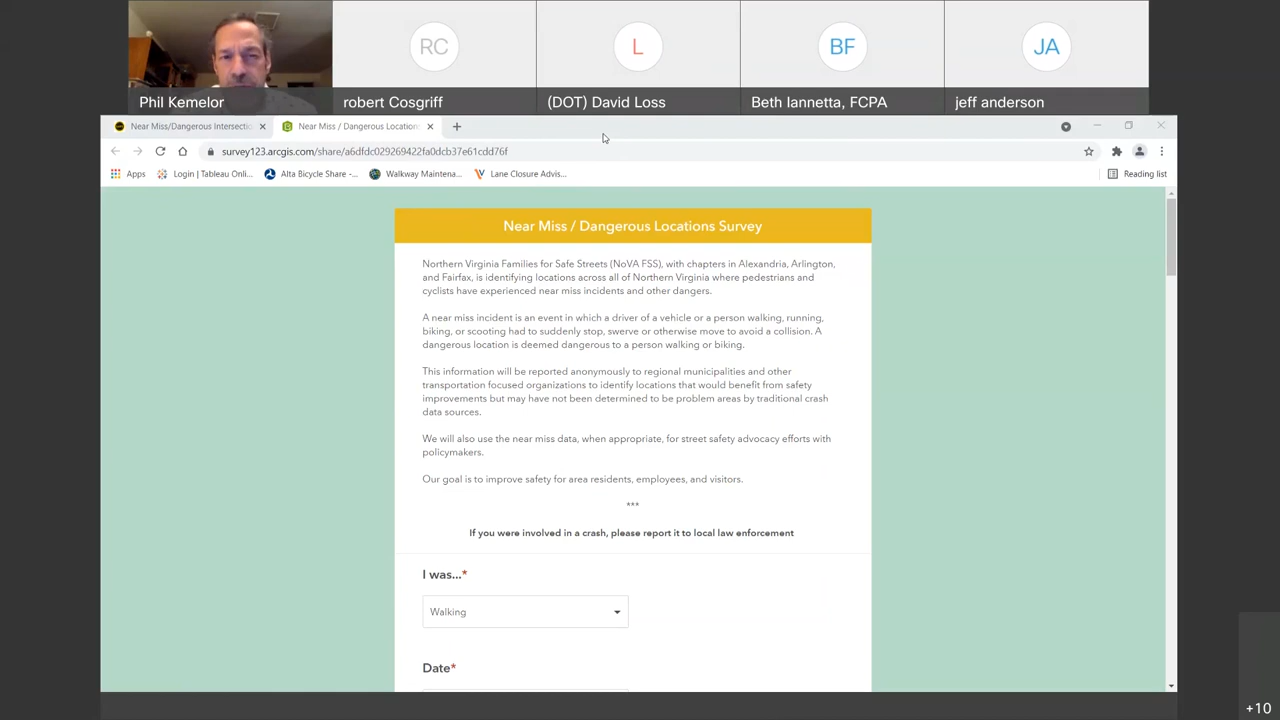 RC
L
BF
JA
Phil Kemelor
robert Cosgriff
(DOT) David Loss
Beth Iannetta, FCPA
jeff anderson
Near Miss/Dangerous Intersectio
Near Miss / Dangerous Location
survey123.arcgis.com/share/a6dfdc029269422fa0dcb37e61cdd76f
Apps
Login | Tableau Onli...
Alta Bicycle Share -...
Walkway Maintena...
Lane Closure Advis...
Reading list
Near Miss / Dangerous Locations Survey
Northern Virginia Families for Safe Streets (NoVA FSS), with chapters in Alexandria, Arlington,
and Fairfax, is identifying locations across all of Northern Virginia where pedestrians and
cyclists have experienced near miss incidents and other dangers.
A near miss incident is an event in which a driver of a vehicle or a person walking, running,
biking, or scooting had to suddenly stop, swerve or otherwise move to avoid a collision. A
dangerous location is deemed dangerous to a person walking or biking.
This information will be reported anonymously to regional municipalities and other
transportation focused organizations to identify locations that would benefit from safety
improvements but may have not been determined to be problem areas by traditional crash
data sources.
We will also use the near miss data, when appropriate, for street safety advocacy efforts with
policymakers.
Our goal is to improve safety for area residents, employees, and visitors.
***
If you were involved in a crash, please report it to local law enforcement
I was...*
Walking
Date*
+10